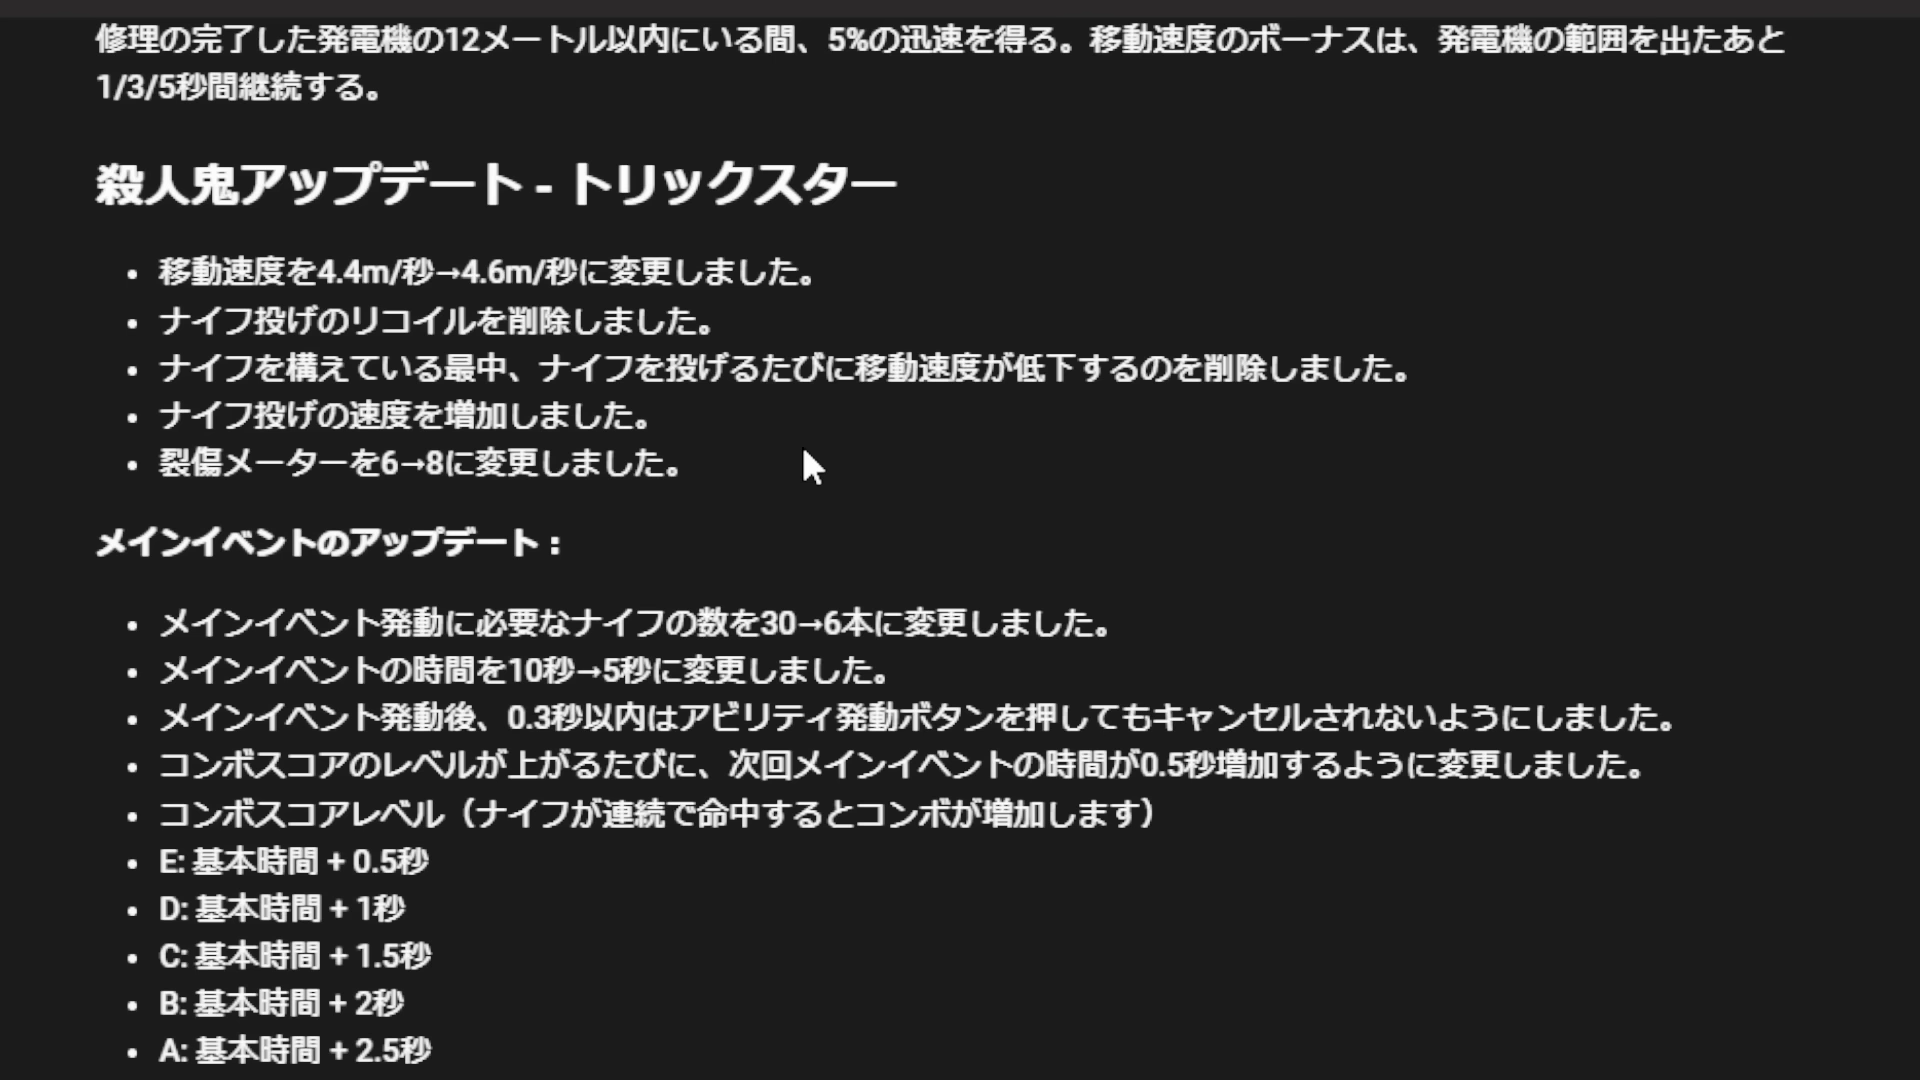 修理の完了した発電機の12メートル以内にいる間、5%の迅速を得る。移動速度のボーナスは、発電機の範囲を出たあと
1/3/5秒間継続する。
殺人鬼アップデート - トリックスター
• 移動速度を4.4m/秒→4.6m/秒に変更しました。
• ナイフ投げのリコイルを削除しました。
• ナイフを構えている最中、ナイフを投げるたびに移動速度が低下するのを削除しました。
• ナイフ投げの速度を増加しました。
• 裂傷メーターを6→8に変更しました。
メインイベントのアップデート：
• メインイベント発動に必要なナイフの数を30→6本に変更しました。
• メインイベントの時間を10秒→5秒に変更しました。
• メインイベント発動後、0.3秒以内はアビリティ発動ボタンを押してもキャンセルされないようにしました。
• コンボスコアのレベルが上がるたびに、次回メインイベントの時間が0.5秒増加するように変更しました。
• コンボスコアレベル（ナイフが連続で命中するとコンボが増加します）
• E: 基本時間 + 0.5秒
• D: 基本時間 + 1秒
• C: 基本時間 + 1.5秒
• B: 基本時間 + 2秒
• A: 基本時間 + 2.5秒